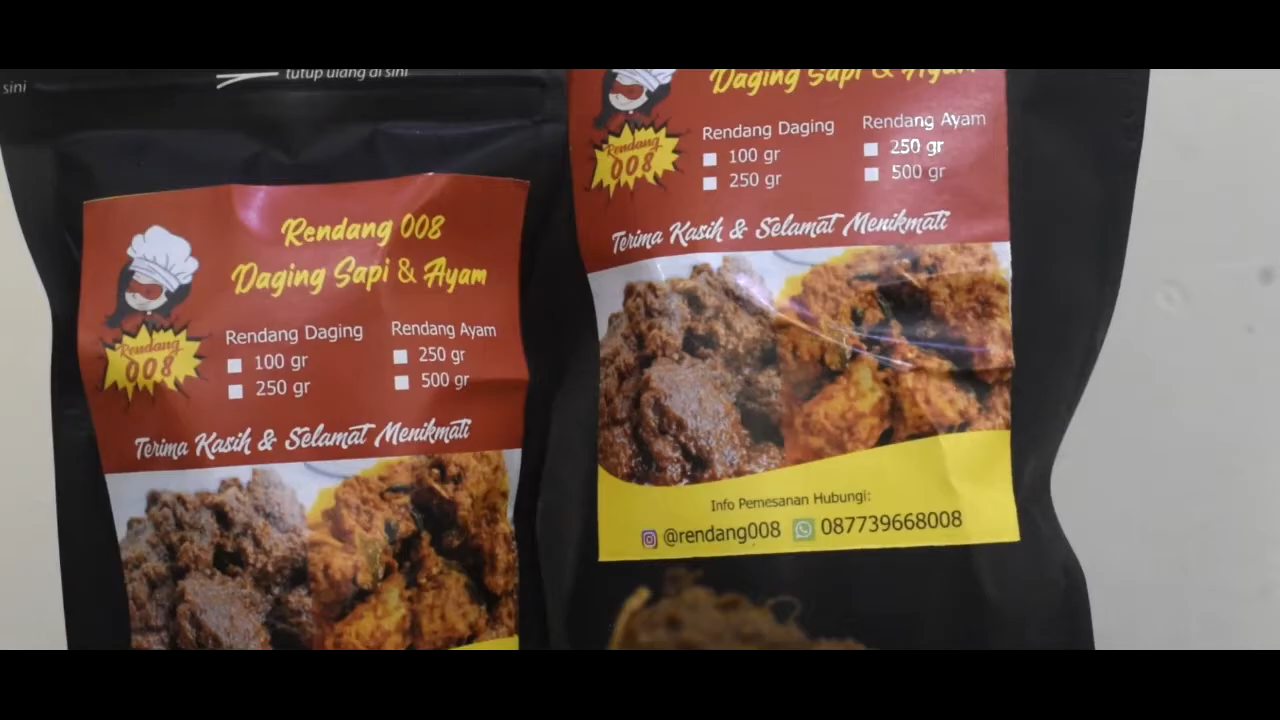 sini
tutup ulang di sini
Rendang 008
Daging Sapi & Ayam
Rendang
008
Rendang Daging
100 gr
250 gr
Rendang Ayam
250 gr
500 gr
Terima Kasih & Selamat Menikmati
Daging Sapi & Ayam
Rendang
008
Rendang Daging
100 gr
250 gr
Rendang Ayam
250 gr
500 gr
Terima Kasih & Selamat Menikmati
Info Pemesanan Hubungi:
@rendang008 087739668008